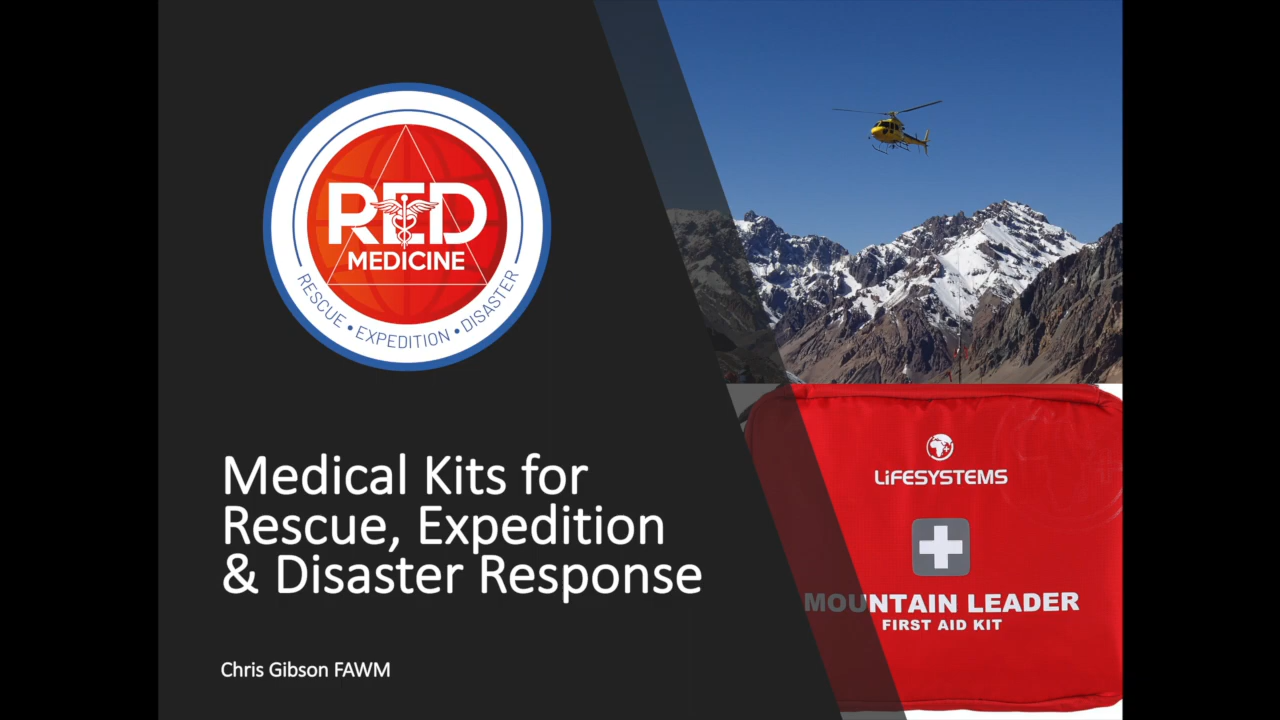 RED
MEDICINE
RESCUE • EXPEDITION • DISASTER
Medical Kits for
Rescue, Expedition
& Disaster Response
Chris Gibson FAWM
LiFESYSTEMS
MOUNTAIN LEADER
FIRST AID KIT